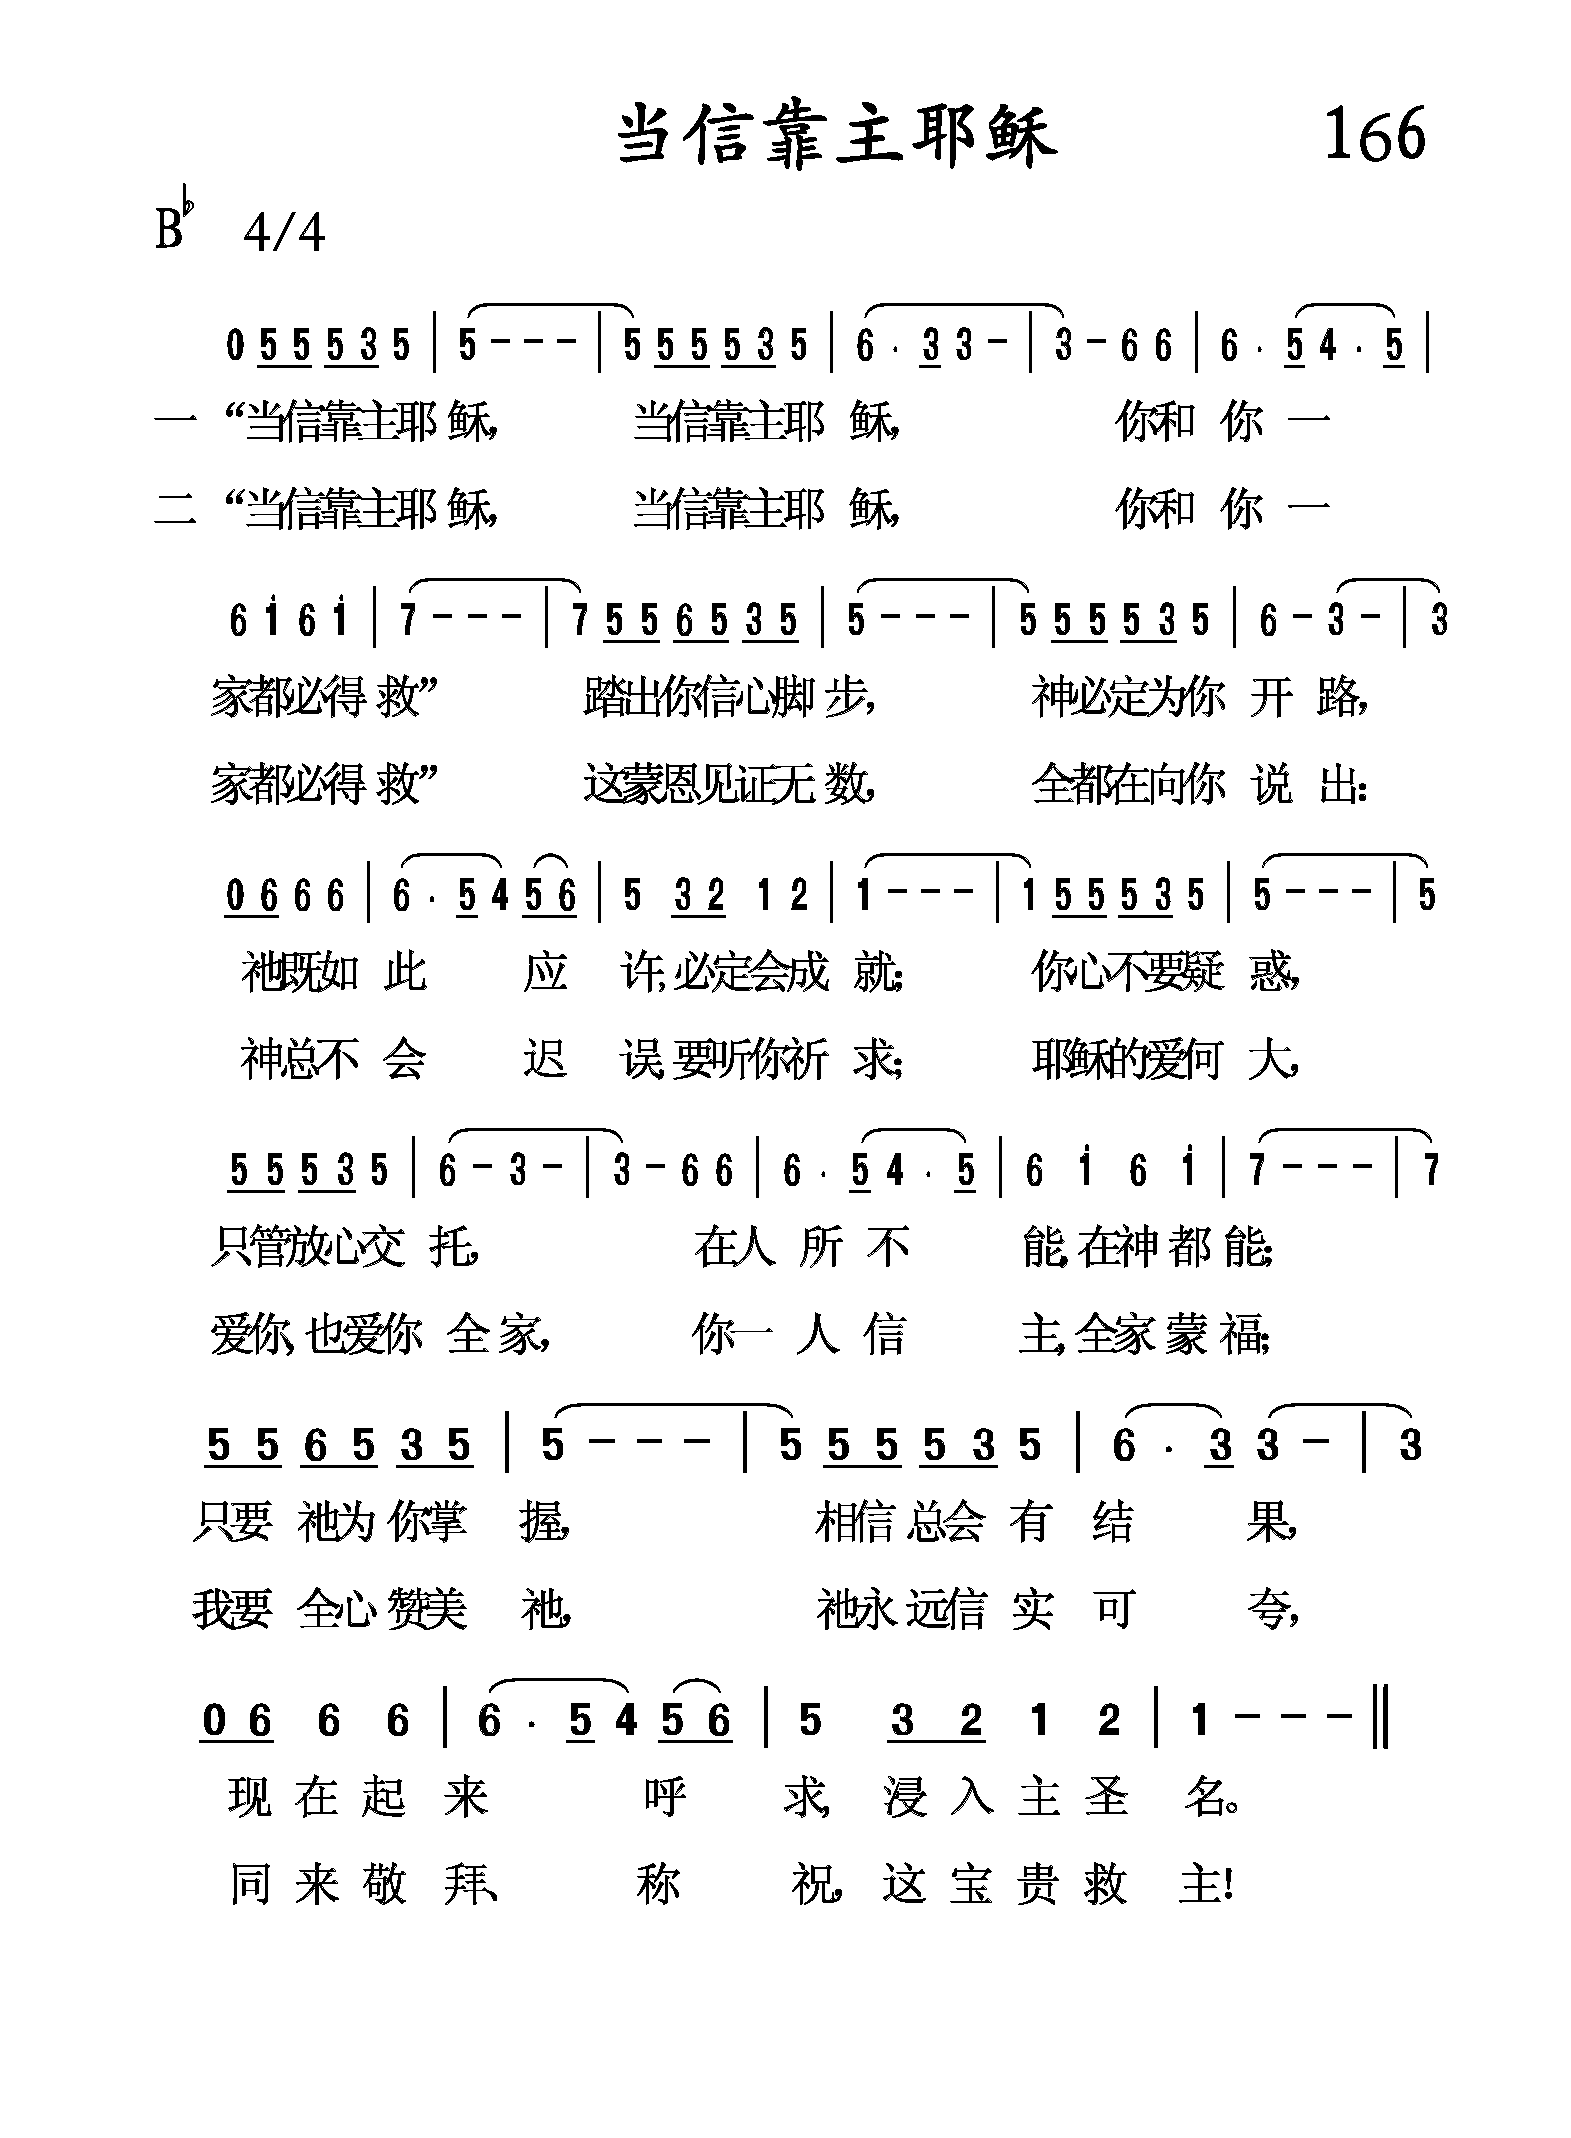 当信靠主耶稣 166
B♭ 4/4
0 5 5 5 3 5 | 5 - - - | 5 5 5 5 3 5 | 6 · 3 3 - | 3 - 6 6 | 6 · 5 4 · 5 |
一 “当信靠主耶 稣， 当信靠主耶 稣， 你和 你 一
二 “当信靠主耶 稣， 当信靠主耶 稣， 你和 你 一
6 i 6 i | 7 - - - | 7 5 5 6 5 3 5 | 5 - - - | 5 5 5 5 3 5 | 6 - 3 - | 3
家都必得 救” 踏出你信心脚 步， 神必定为你 开 路，
家都必得 救” 这蒙恩见证无 数， 全都在向你 说 出：
0 6 6 6 | 6 · 5 4 5 6 | 5 3 2 1 2 | 1 - - - | 1 5 5 5 3 5 | 5 - - - | 5
祂既如 此 应 许，必定会成 就； 你心不要疑 惑，
神总不 会 迟 误，要听你祈 求； 耶稣的爱何 大，
5 5 5 3 5 | 6 - 3 - | 3 - 6 6 | 6 · 5 4 · 5 | 6 i 6 i | 7 - - - | 7
只管放心交 托， 在人 所 不 能，在神 都 能；
爱你，也爱你 全 家， 你一 人 信 主，全家 蒙 福；
5 5 6 5 3 5 | 5 - - - | 5 5 5 5 3 5 | 6 · 3 3 - | 3
只要 祂为 你掌 握， 相信 总会 有 结 果，
我要 全心 赞美 祂， 祂永 远信 实 可 夸，
0 6 6 6 | 6 · 5 4 5 6 | 5 3 2 1 2 | 1 - - - ||
现 在 起 来 呼 求，浸 入 主 圣 名。
同 来 敬 拜、 称 祝，这 宝 贵 救 主！